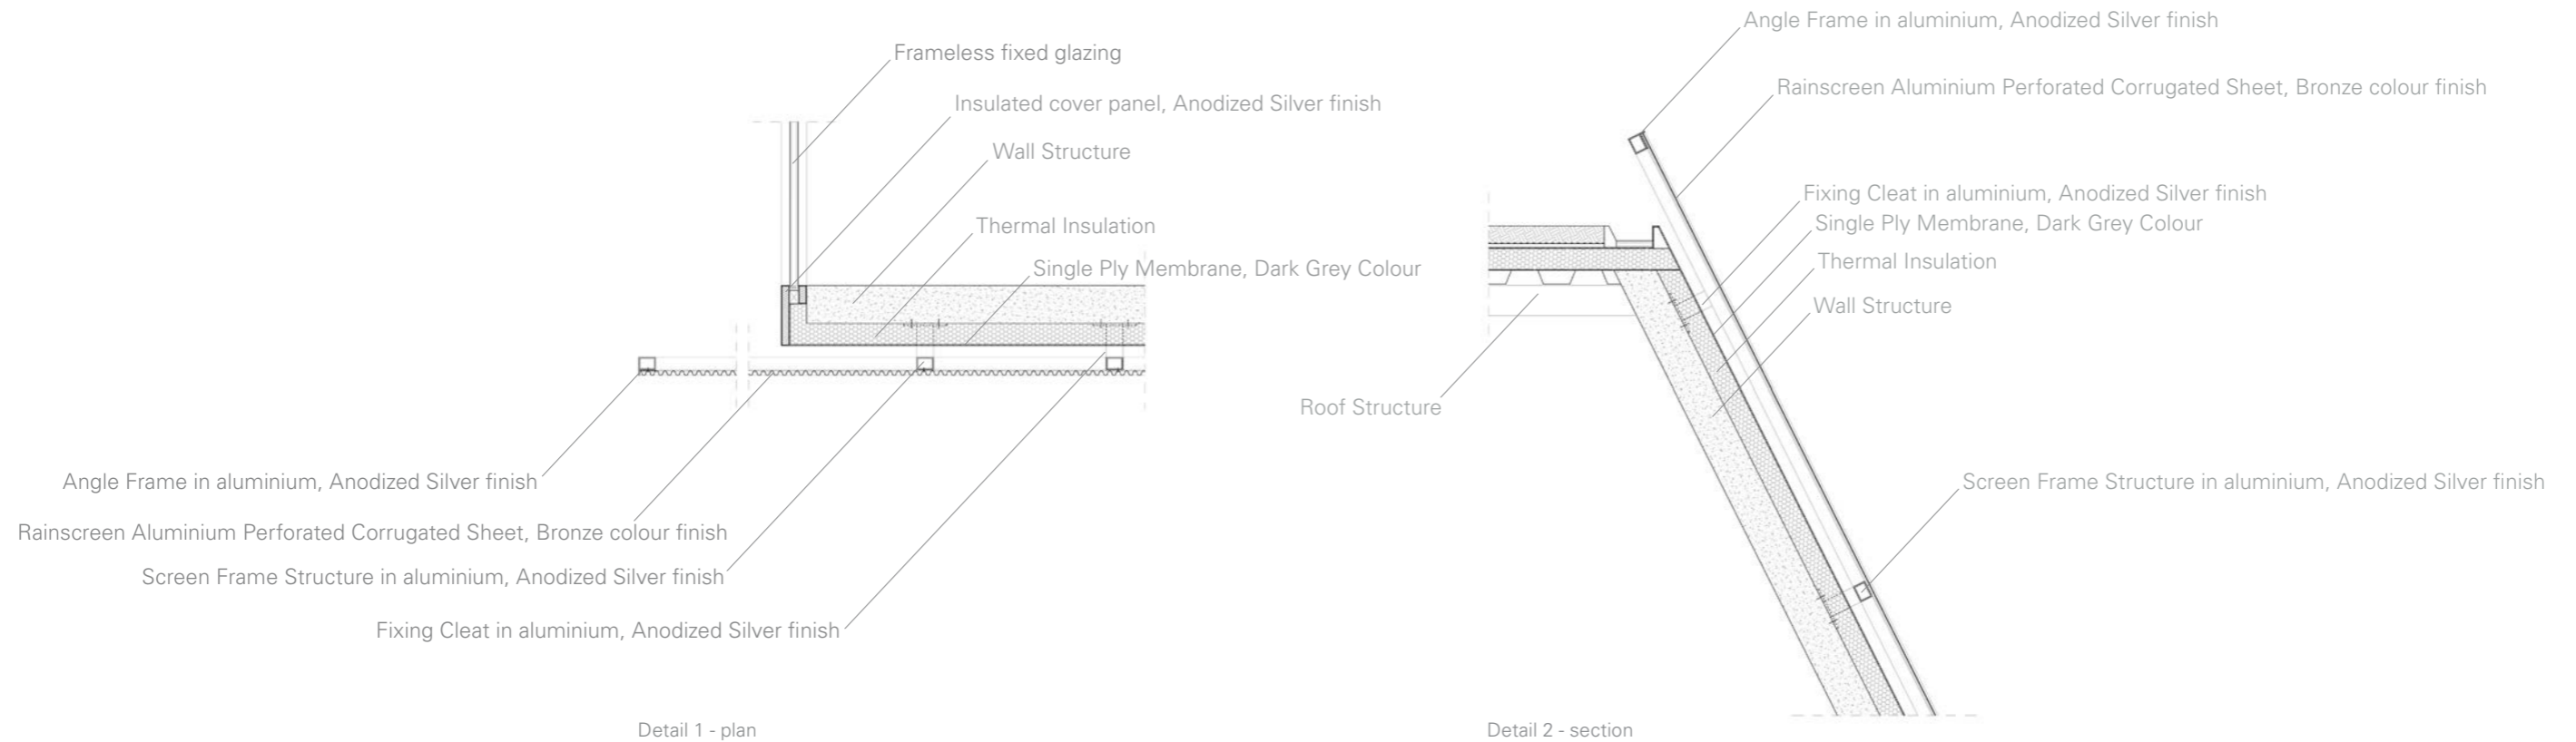 Frameless fixed glazing
Insulated cover panel, Anodized Silver finish
Wall Structure
Thermal Insulation
Single Ply Membrane, Dark Grey Colour
Angle Frame in aluminium, Anodized Silver finish
Rainscreen Aluminium Perforated Corrugated Sheet, Bronze colour finish
Screen Frame Structure in aluminium, Anodized Silver finish
Fixing Cleat in aluminium, Anodized Silver finish
Detail 1 - plan
Angle Frame in aluminium, Anodized Silver finish
Rainscreen Aluminium Perforated Corrugated Sheet, Bronze colour finish
Fixing Cleat in aluminium, Anodized Silver finish
Single Ply Membrane, Dark Grey Colour
Thermal Insulation
Wall Structure
Roof Structure
Screen Frame Structure in aluminium, Anodized Silver finish
Detail 2 - section